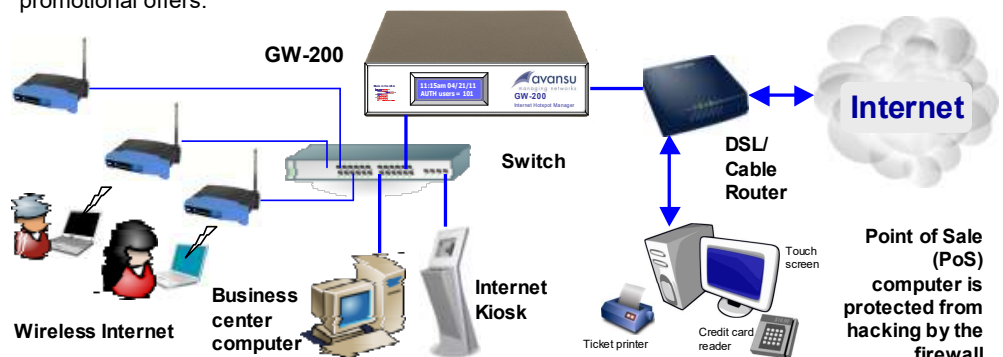 promotional offers.
GW-200
11:15am 04/21/11
AUTH users = 101
avansu
managing networks
GW-200
Internet Hotspot Manager
Internet
Switch
DSL/
Cable
Router
Wireless Internet
Business
center
computer
Internet
Kiosk
Touch
screen
Ticket printer
Credit card
reader
Point of Sale
(PoS)
computer is
protected from
hacking by the
firewall